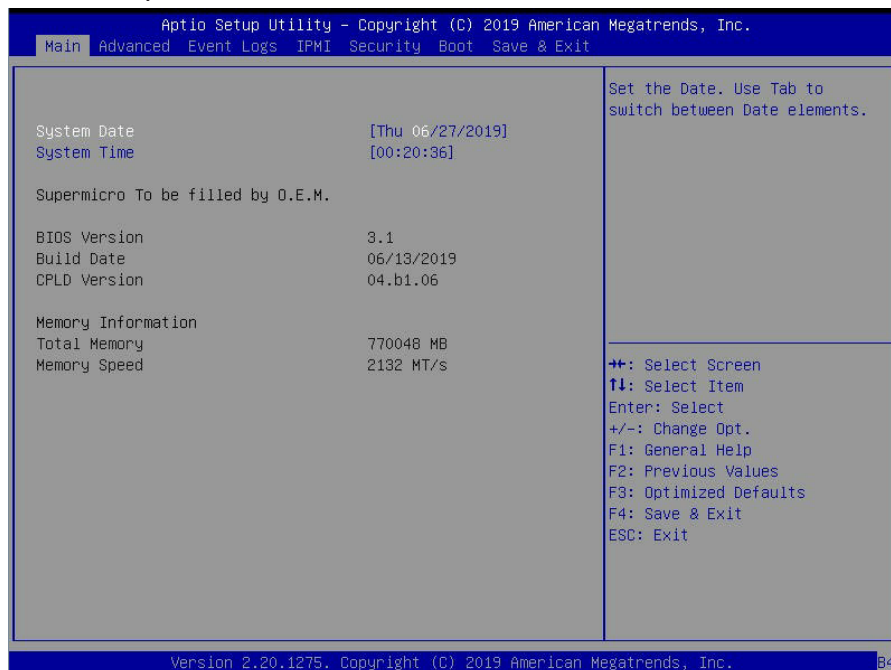 Aptio Setup Utility – Copyright (C) 2019 American Megatrends, Inc.
Main Advanced Event Logs IPMI Security Boot Save & Exit
Set the Date. Use Tab to
switch between Date elements.
System Date [Thu 06/27/2019]
System Time [00:20:36]
Supermicro To be filled by O.E.M.
BIOS Version 3.1
Build Date 06/13/2019
CPLD Version 04.b1.06
Memory Information
Total Memory 770048 MB
Memory Speed 2132 MT/s
→←: Select Screen
↑↓: Select Item
Enter: Select
+/-: Change Opt.
F1: General Help
F2: Previous Values
F3: Optimized Defaults
F4: Save & Exit
ESC: Exit
Version 2.20.1275. Copyright (C) 2019 American Megatrends, Inc.